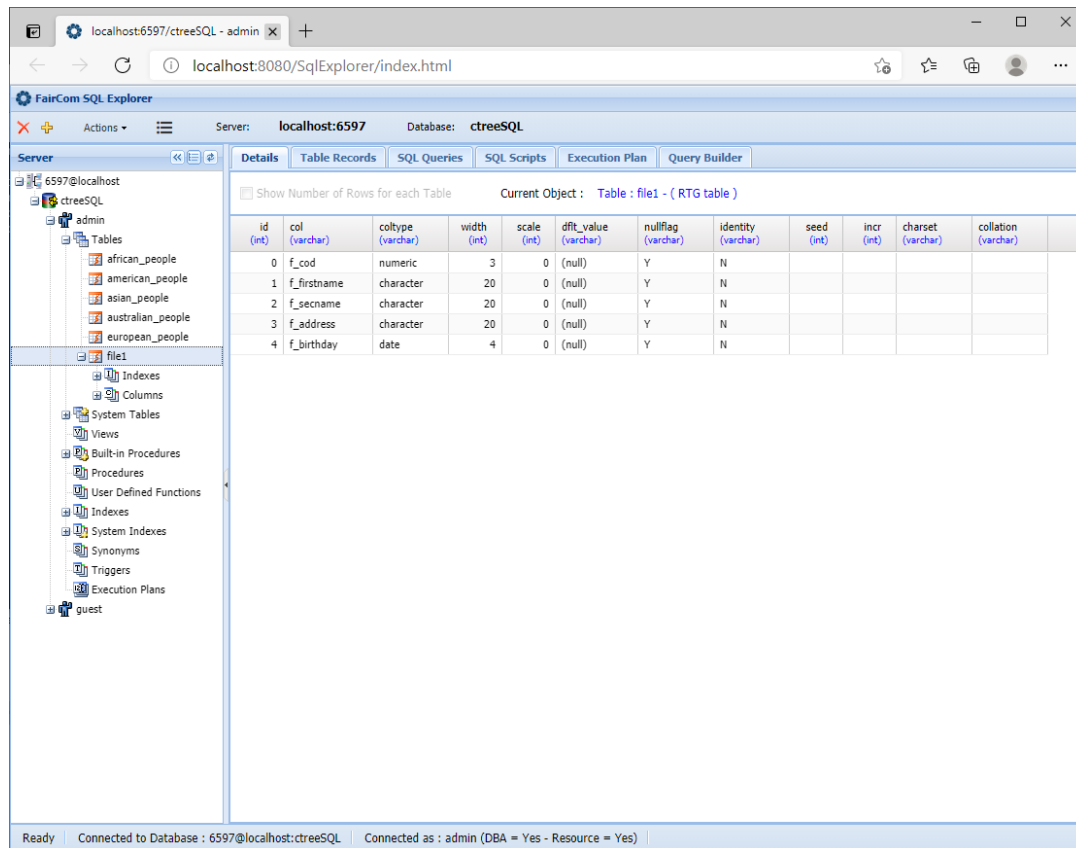 localhost:6597/ctreeSQL - admin
localhost:8080/SqlExplorer/index.html
FairCom SQL Explorer
Actions Server: localhost:6597 Database: ctreeSQL
Server
Details Table Records SQL Queries SQL Scripts Execution Plan Query Builder
6597@localhost
ctreeSQL
admin
Tables
african_people
american_people
asian_people
australian_people
european_people
file1
Indexes
Columns
System Tables
Views
Built-in Procedures
Procedures
User Defined Functions
Indexes
System Indexes
Synonyms
Triggers
Execution Plans
guest
Show Number of Rows for each Table Current Object : Table : file1 - ( RTG table )
id col coltype width scale dflt_value nullflag identity seed incr charset collation
(int) (varchar) (varchar) (int) (int) (varchar) (varchar) (varchar) (int) (int) (varchar) (varchar)
0 f_cod numeric 3 0 (null) Y N
1 f_firstname character 20 0 (null) Y N
2 f_secname character 20 0 (null) Y N
3 f_address character 20 0 (null) Y N
4 f_birthday date 4 0 (null) Y N
Ready Connected to Database : 6597@localhost:ctreeSQL Connected as : admin (DBA = Yes - Resource = Yes)